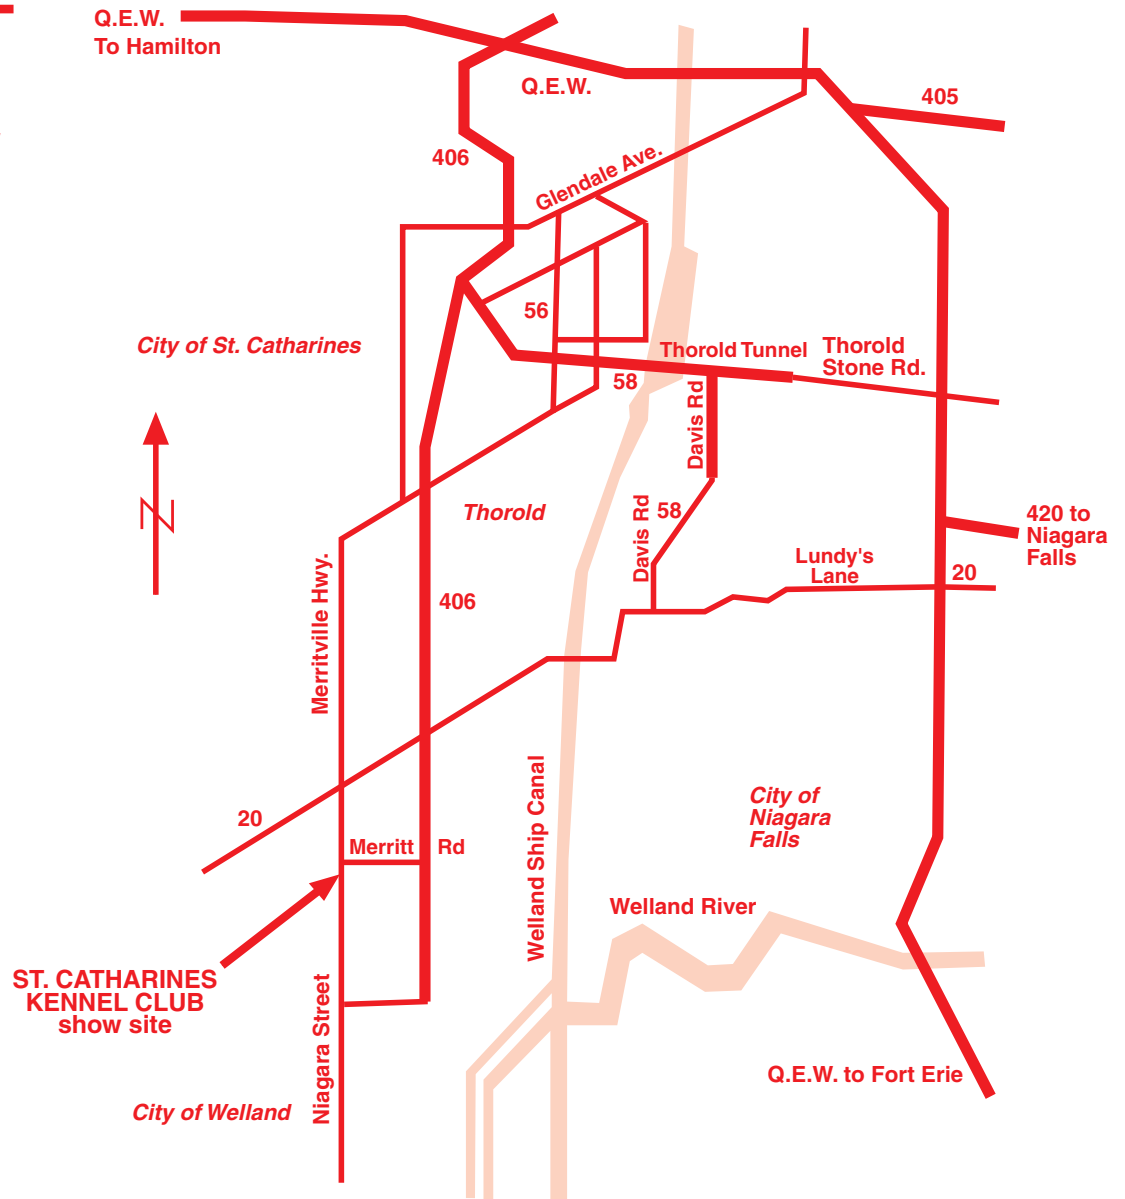 Q.E.W.
To Hamilton
Q.E.W.
405
406
Glendale Ave.
56
City of St. Catharines
Thorold Tunnel
Thorold
Stone Rd.
58
Davis Rd
Thorold
Davis Rd
58
N
420 to
Niagara
Falls
Lundy's
Lane
20
406
Merritville Hwy.
20
Merritt Rd
City of
Niagara
Falls
Welland Ship Canal
Welland River
ST. CATHARINES
KENNEL CLUB
show site
Niagara Street
Q.E.W. to Fort Erie
City of Welland